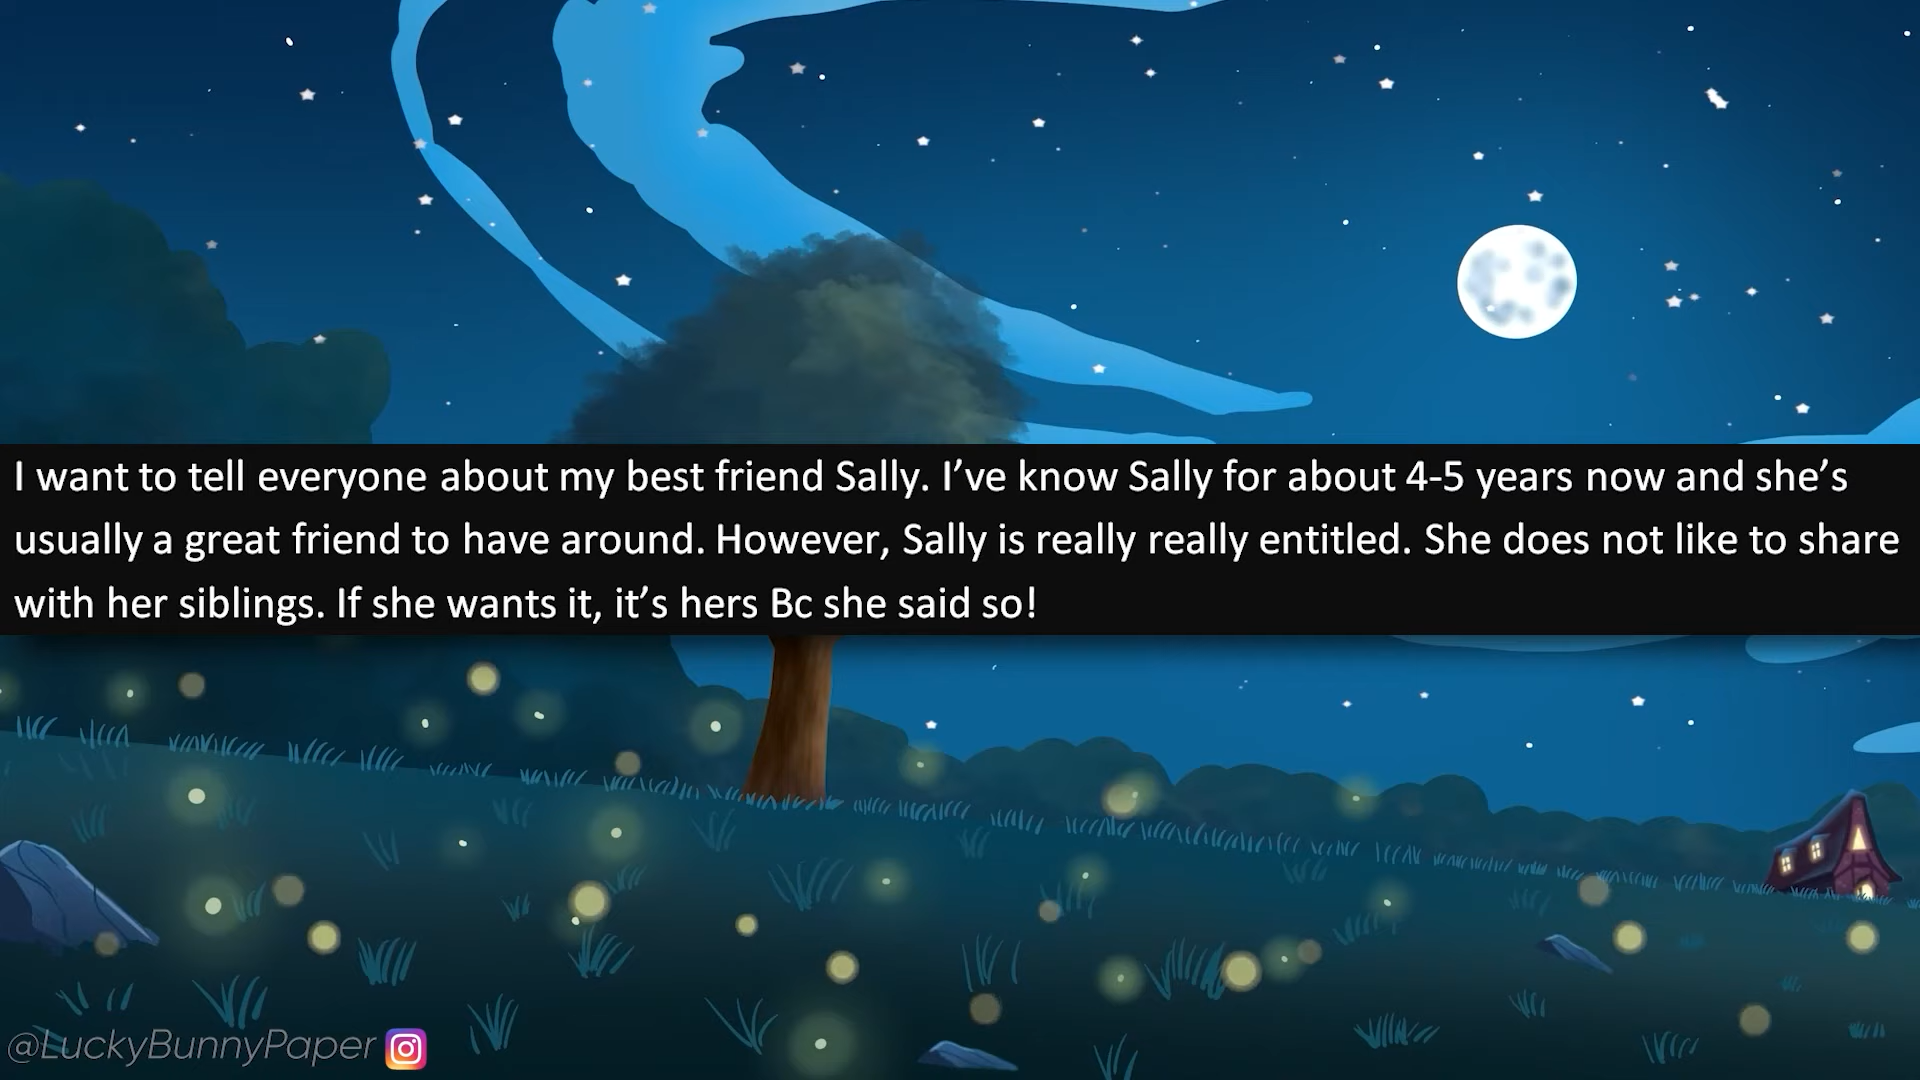 I want to tell everyone about my best friend Sally. I’ve know Sally for about 4-5 years now and she’s
usually a great friend to have around. However, Sally is really really entitled. She does not like to share
with her siblings. If she wants it, it’s hers Bc she said so!
@LuckyBunnyPaper